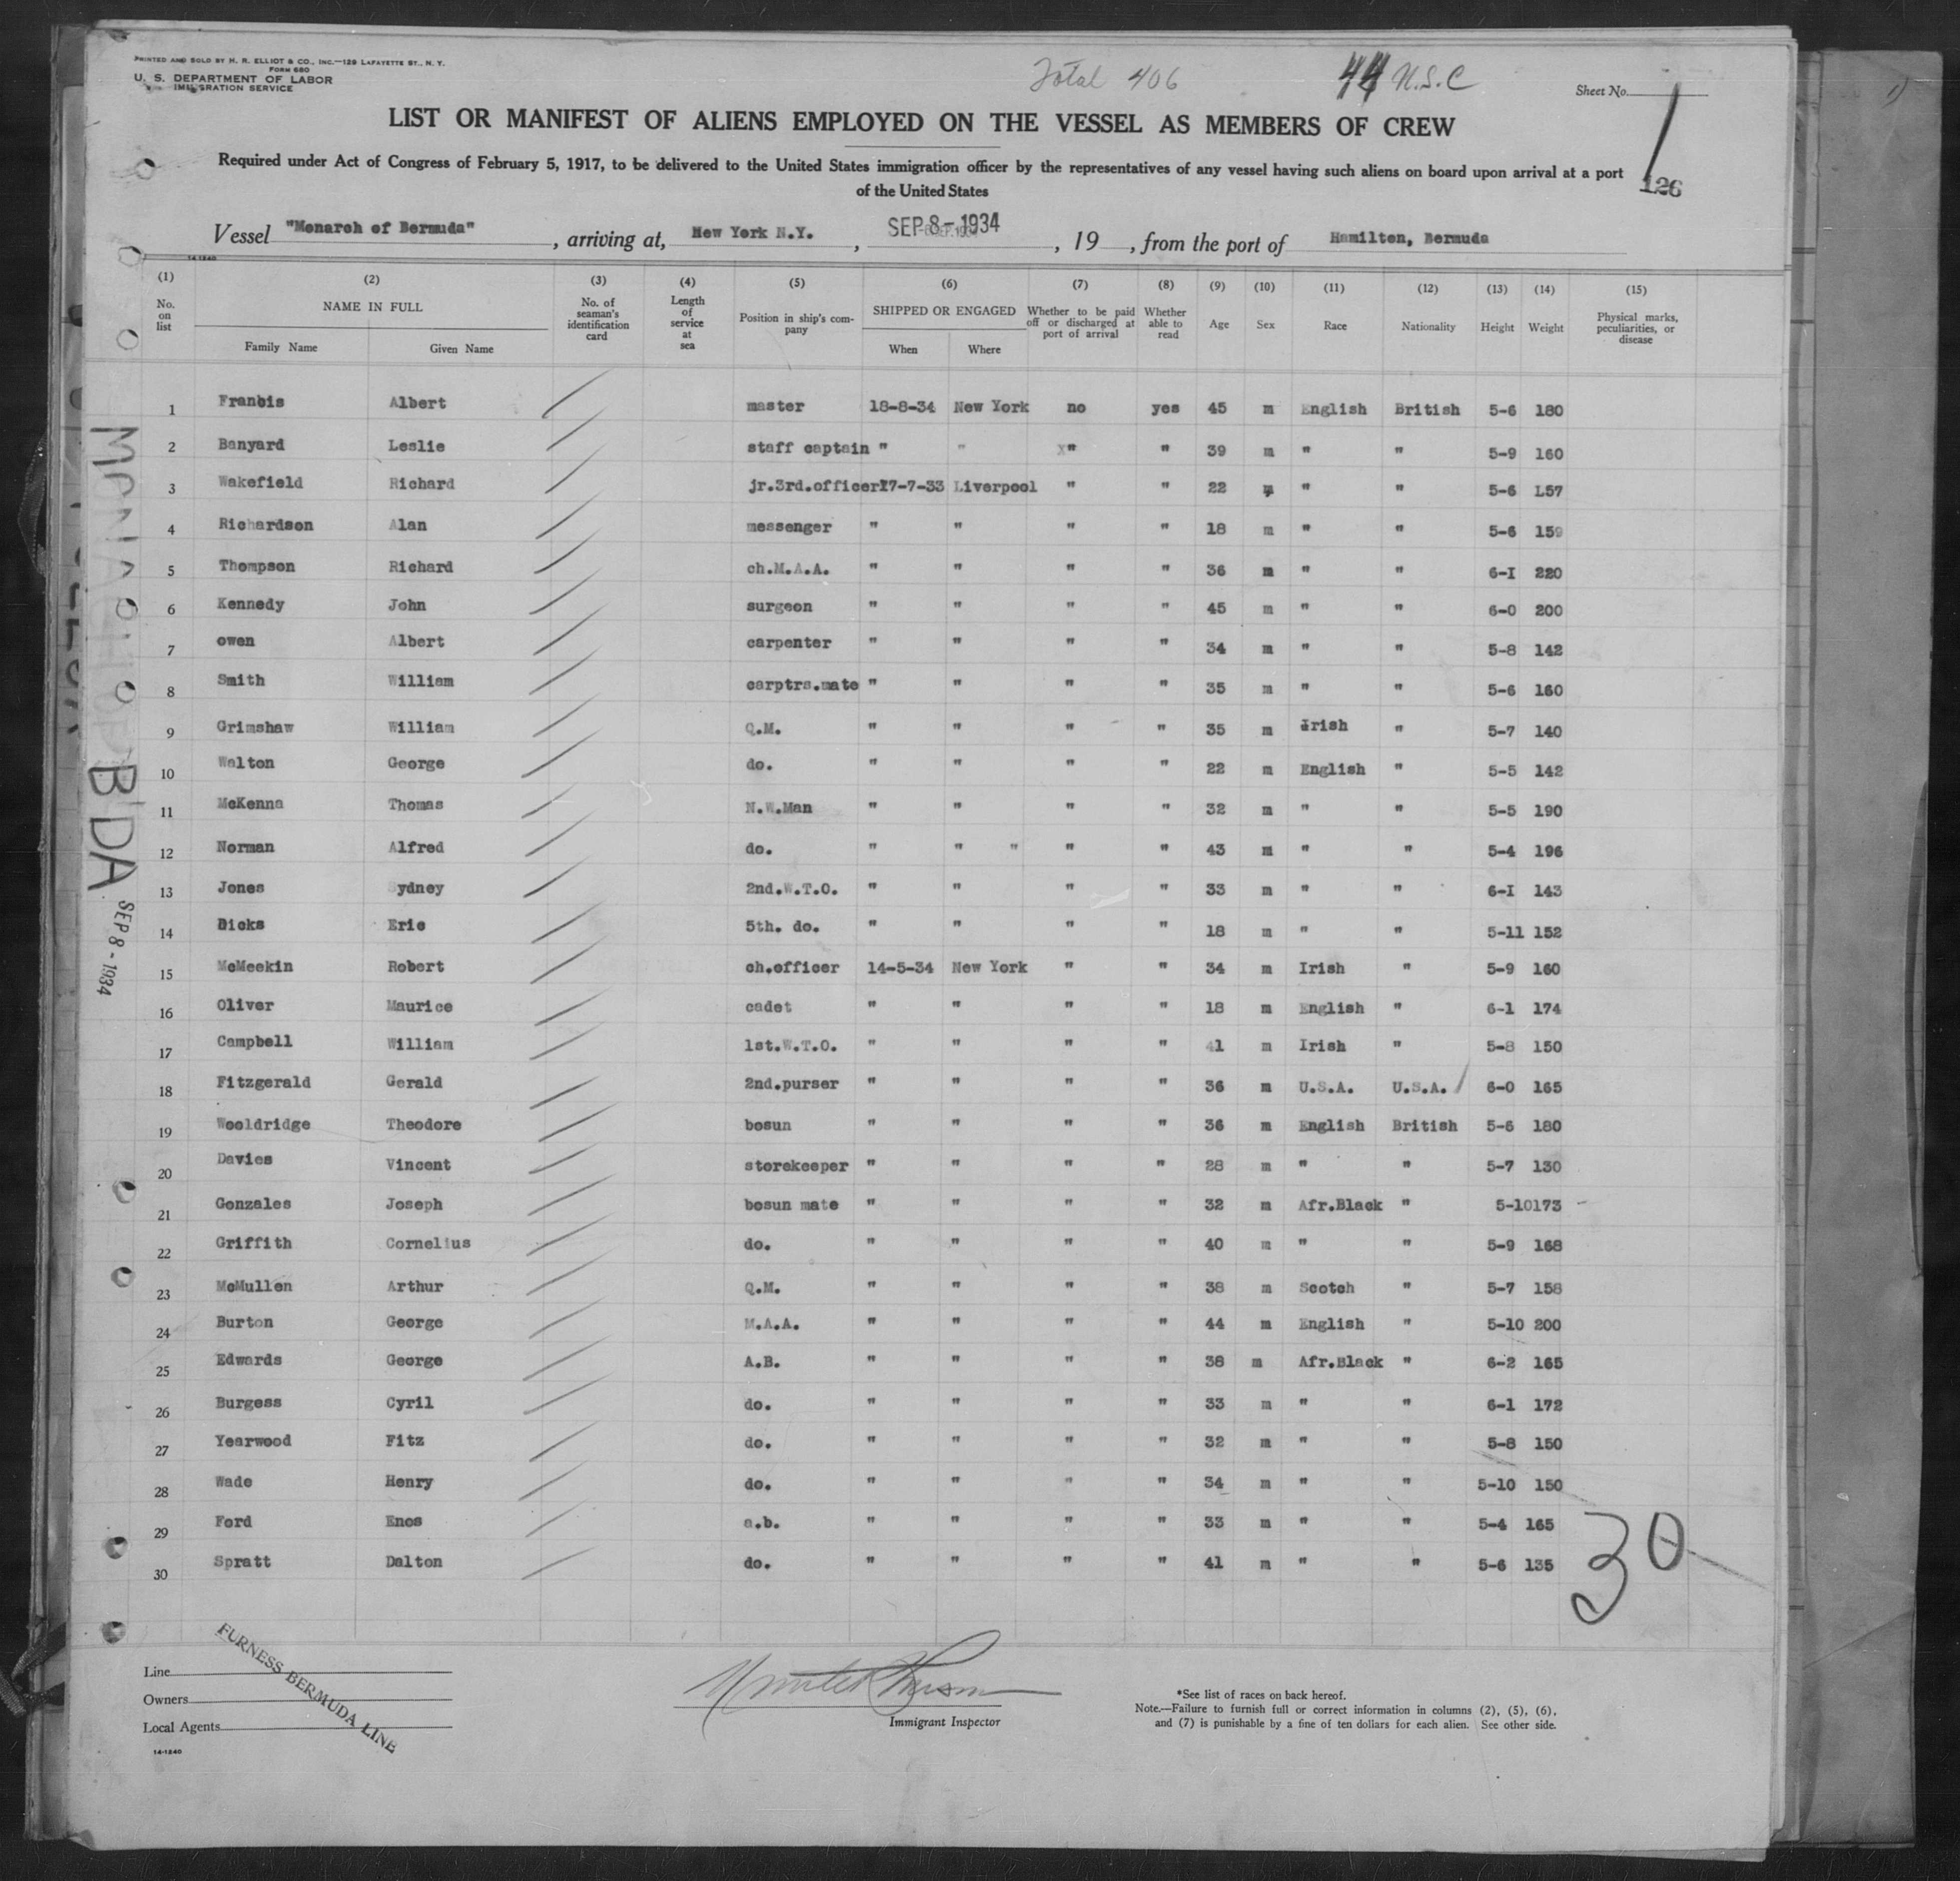 PRINTED AND SOLD BY H. R. ELLIOT & CO., INC.—129 LAFAYETTE ST., N. Y.
FORM 680
U. S. DEPARTMENT OF LABOR
IMMIGRATION SERVICE
Total 406
44 U.S.C
Sheet No. 1
LIST OR MANIFEST OF ALIENS EMPLOYED ON THE VESSEL AS MEMBERS OF CREW
Required under Act of Congress of February 5, 1917, to be delivered to the United States immigration officer by the representatives of any vessel having such aliens on board upon arrival at a port
of the United States
126
Vessel "Monarch of Bermuda", arriving at, New York N.Y., SEP 8-1934, 19 , from the port of Hamilton, Bermuda
14-1240
(1) (2) (3) (4) (5) (6) (7) (8) (9) (10) (11) (12) (13) (14) (15)
No. on list NAME IN FULL Family Name Given Name No. of seaman's identification card Length of service at sea Position in ship's company SHIPPED OR ENGAGED When Where Whether to be paid off or discharged at port of arrival Whether able to read Age Sex Race Nationality Height Weight Physical marks, peculiarities, or disease
1 Francis Albert master 18-8-34 New York no yes 45 m English British 5-6 180
2 Banyard Leslie staff captain " " " " 39 m " " 5-9 160
3 Wakefield Richard jr.3rd.officer 17-7-33 Liverpool " " 22 m " " 5-6 157
4 Richardson Alan messenger " " " " 18 m " " 5-6 159
5 Thompson Richard ch.M.A.A. " " " " 36 m " " 6-I 220
6 Kennedy John surgeon " " " " 45 m " " 6-0 200
7 owen Albert carpenter " " " " 34 m " " 5-8 142
8 Smith William carptrs.mate " " " " 35 m " " 5-6 160
9 Grimshaw William Q.M. " " " " 35 m Irish " 5-7 140
10 Walton George do. " " " " 22 m English " 5-5 142
11 McKenna Thomas N.W.Man " " " " 32 m " " 5-5 190
12 Norman Alfred do. " " " " " 43 m " " 5-4 196
13 Jones Sydney 2nd.W.T.O. " " " " 33 m " " 6-I 143
14 Dicks Eric 5th. do. " " " " 18 m " " 5-11 152
15 McMeekin Robert ch.officer 14-5-34 New York " " 34 m Irish " 5-9 160
16 Oliver Maurice cadet " " " " 18 m English " 6-1 174
17 Campbell William 1st.W.T.O. " " " " 41 m Irish " 5-8 150
18 Fitzgerald Gerald 2nd.purser " " " " 36 m U.S.A. U.S.A. 6-0 165
19 Wooldridge Theodore bosun " " " " 36 m English British 5-6 180
20 Davies Vincent storekeeper " " " " 28 m " " 5-7 130
21 Gonzales Joseph bosun mate " " " " 32 m Afr.Black " 5-10 173
22 Griffith Cornelius do. " " " " 40 m " " 5-9 168
23 McMullen Arthur Q.M. " " " " 38 m Scotch " 5-7 158
24 Burton George M.A.A. " " " " 44 m English " 5-10 200
25 Edwards George A.B. " " " " 38 m Afr.Black " 6-2 165
26 Burgess Cyril do. " " " " 33 m " " 6-1 172
27 Yearwood Fitz do. " " " " 32 m " " 5-8 150
28 Wade Henry do. " " " " 34 m " " 5-10 150
29 Ford Enos a.b. " " " " 33 m " " 5-4 165
30 Spratt Dalton do. " " " " 41 m " " 5-6 135
30
B'DA SEP 8-1934
Line
Owners
Local Agents
FURNESS BERMUDA LINE
14-1240
Immigrant Inspector
*See list of races on back hereof.
Note.—Failure to furnish full or correct information in columns (2), (5), (6),
and (7) is punishable by a fine of ten dollars for each alien. See other side.